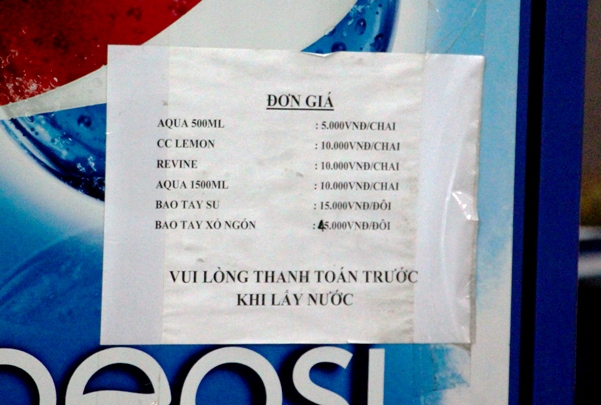 ĐƠN GIÁ
AQUA 500ML : 5.000VNĐ/CHAI
CC LEMON : 10.000VNĐ/CHAI
REVINE : 10.000VNĐ/CHAI
AQUA 1500ML : 10.000VNĐ/CHAI
BAO TAY SU : 15.000VNĐ/ĐÔI
BAO TAY XỎ NGÓN : 45.000VNĐ/ĐÔI
VUI LÒNG THANH TOÁN TRƯỚC
KHI LẤY NƯỚC
pepsi